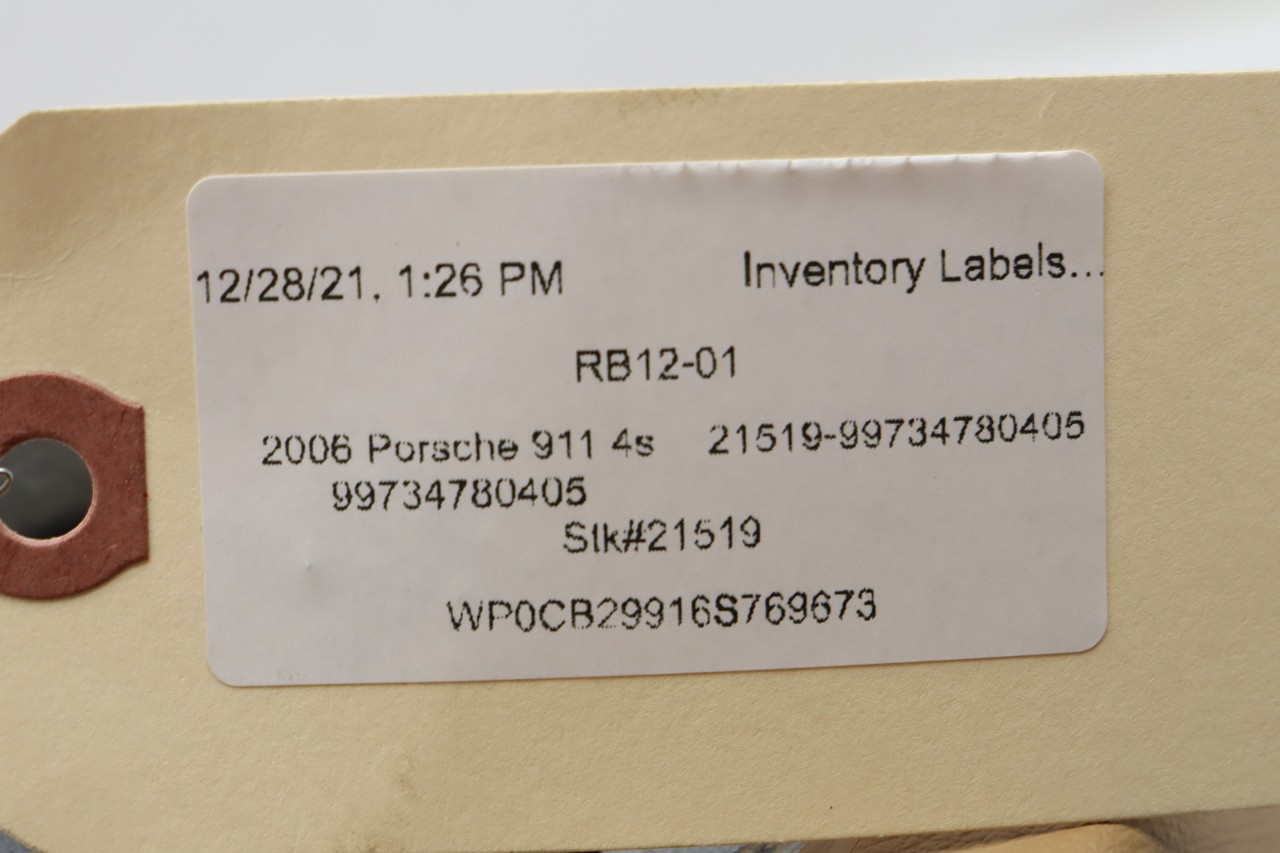 12/28/21, 1:26 PM Inventory Labels...
RB12-01
2006 Porsche 911 4s 21519-99734780405
99734780405
Stk#21519
WP0CB29916S769673